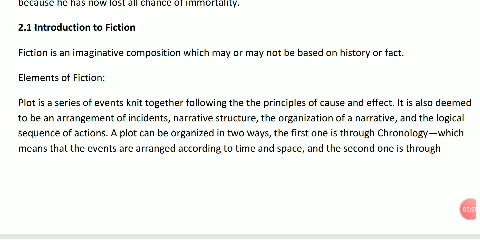 because he has now lost all chance of immortality.
2.1 Introduction to Fiction
Fiction is an imaginative composition which may or may not be based on history or fact.
Elements of Fiction:
Plot is a series of events knit together following the the principles of cause and effect. It is also deemed
to be an arrangement of incidents, narrative structure, the organization of a narrative, and the logical
sequence of actions. A plot can be organized in two ways, the first one is through Chronology—which
means that the events are arranged according to time and space, and the second one is through